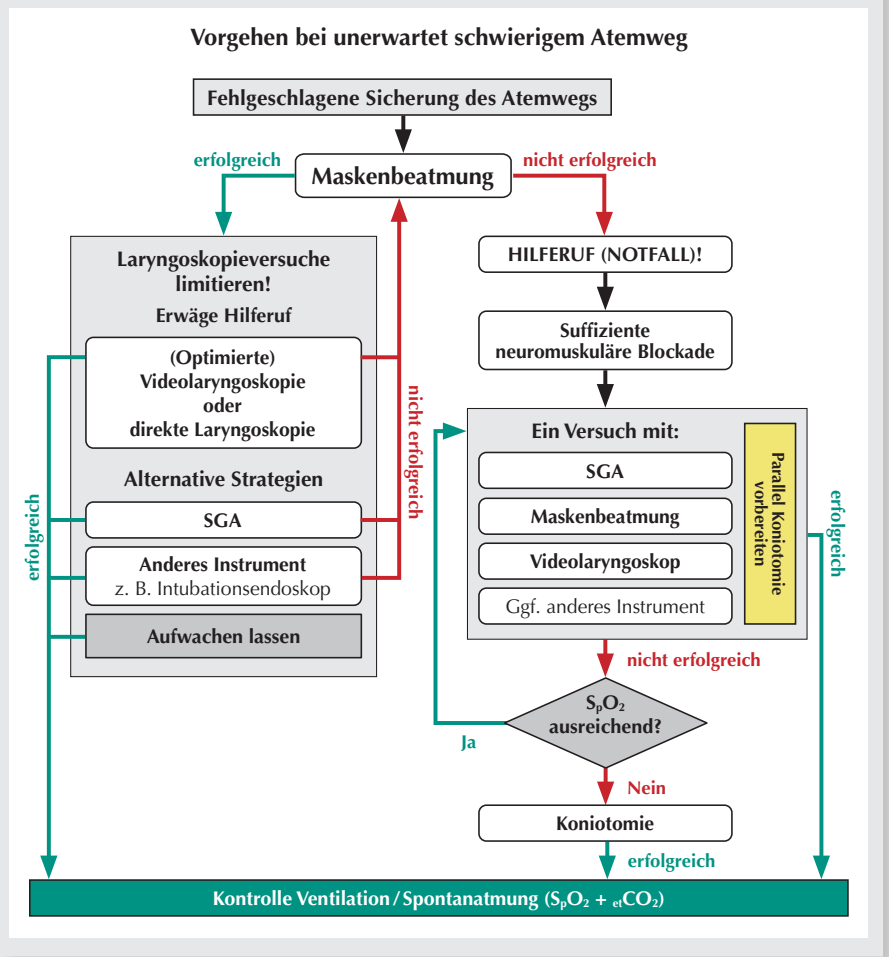 Vorgehen bei unerwartet schwierigem Atemweg
Fehlgeschlagene Sicherung des Atemwegs
erfolgreich
nicht erfolgreich
Maskenbeatmung
Laryngoskopieversuche
limitieren!
Erwäge Hilferuf
(Optimierte)
Videolaryngoskopie
oder
direkte Laryngoskopie
Alternative Strategien
SGA
Anderes Instrument
z. B. Intubationsendoskop
Aufwachen lassen
erfolgreich
nicht erfolgreich
HILFERUF (NOTFALL)!
Suffiziente
neuromuskuläre Blockade
Ein Versuch mit:
SGA
Maskenbeatmung
Videolaryngoskop
Ggf. anderes Instrument
Parallel Koniotomie
vorbereiten
erfolgreich
nicht erfolgreich
SpO2
ausreichend?
Ja
Nein
Koniotomie
erfolgreich
Kontrolle Ventilation / Spontanatmung (SpO2 + etCO2)